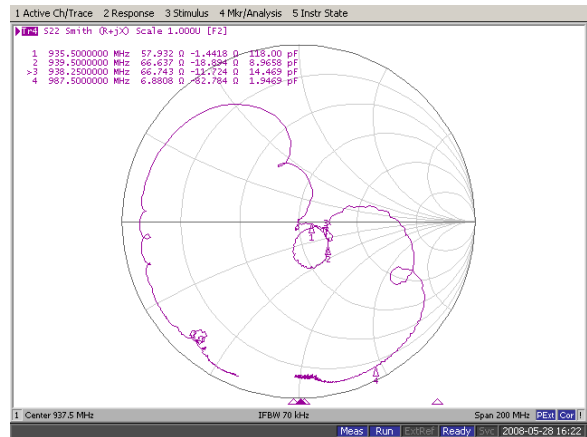 1 Active Ch/Trace 2 Response 3 Stimulus 4 Mkr/Analysis 5 Instr State
Tr4 S22 Smith (R+jX) Scale 1.000U [F2]
1 935.5000000 MHz 57.932 Ω -1.4418 Ω 118.00 pF
2 939.5000000 MHz 66.637 Ω -18.894 Ω 8.9658 pF
>3 938.2500000 MHz 66.743 Ω -11.724 Ω 14.469 pF
4 987.5000000 MHz 6.8808 Ω -82.784 Ω 1.9469 pF
3
1
2
4
1 Center 937.5 MHz IFBW 70 kHz Span 200 MHz PExt Cor !
Meas Run ExtRef Ready Svc 2008-05-28 16:22